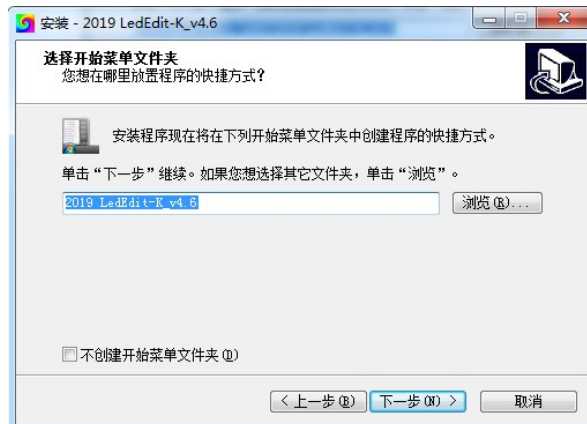 安装 - 2019 LedEdit-K_v4.6
选择开始菜单文件夹
您想在哪里放置程序的快捷方式?
安装程序现在将在下列开始菜单文件夹中创建程序的快捷方式。
单击“下一步”继续。如果您想选择其它文件夹，单击“浏览”。
2019 LedEdit-K_v4.6
浏览(R)...
不创建开始菜单文件夹(D)
< 上一步(B) 下一步(N) > 取消